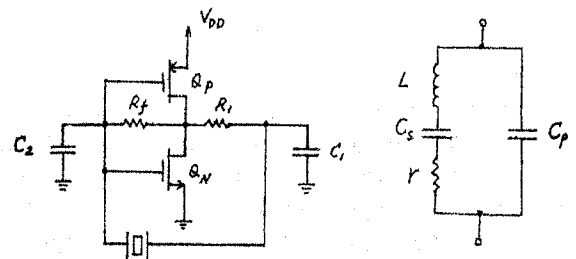 V_DD
Q_P
R_f
R_1
C_2
C_1
Q_N
L
C_s
C_p
r